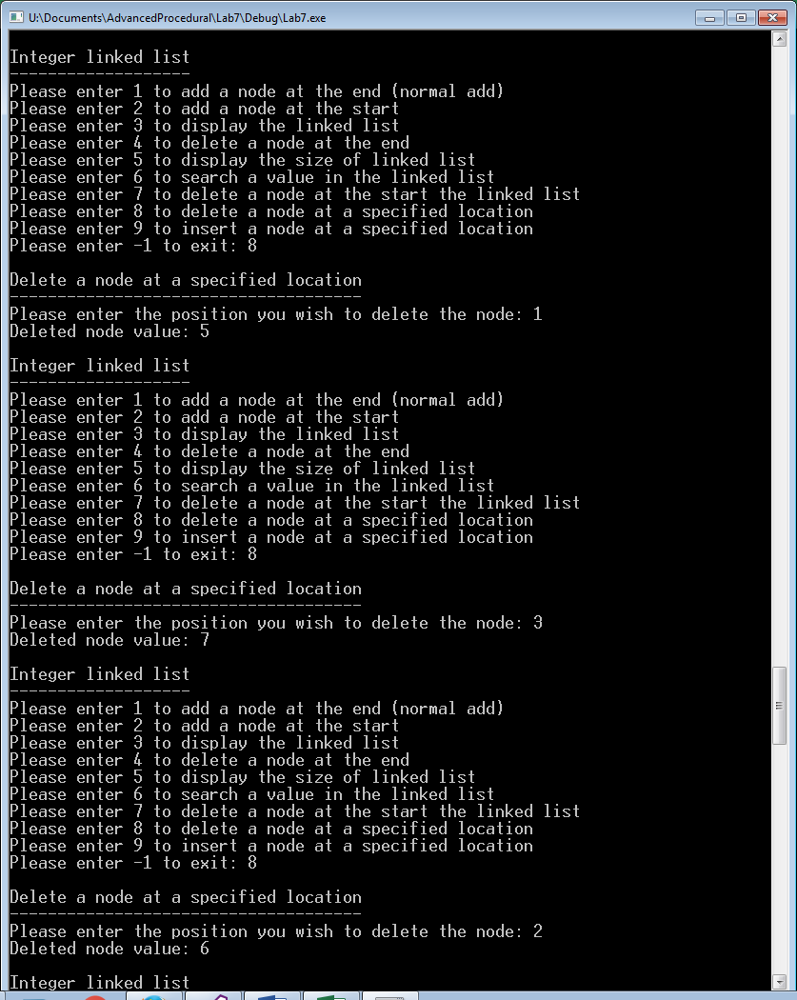 U:\Documents\AdvancedProcedural\Lab7\Debug\Lab7.exe
Integer linked list
-------------------
Please enter 1 to add a node at the end (normal add)
Please enter 2 to add a node at the start
Please enter 3 to display the linked list
Please enter 4 to delete a node at the end
Please enter 5 to display the size of linked list
Please enter 6 to search a value in the linked list
Please enter 7 to delete a node at the start the linked list
Please enter 8 to delete a node at a specified location
Please enter 9 to insert a node at a specified location
Please enter -1 to exit: 8
Delete a node at a specified location
-------------------------------------
Please enter the position you wish to delete the node: 1
Deleted node value: 5
Integer linked list
-------------------
Please enter 1 to add a node at the end (normal add)
Please enter 2 to add a node at the start
Please enter 3 to display the linked list
Please enter 4 to delete a node at the end
Please enter 5 to display the size of linked list
Please enter 6 to search a value in the linked list
Please enter 7 to delete a node at the start the linked list
Please enter 8 to delete a node at a specified location
Please enter 9 to insert a node at a specified location
Please enter -1 to exit: 8
Delete a node at a specified location
-------------------------------------
Please enter the position you wish to delete the node: 3
Deleted node value: 7
Integer linked list
-------------------
Please enter 1 to add a node at the end (normal add)
Please enter 2 to add a node at the start
Please enter 3 to display the linked list
Please enter 4 to delete a node at the end
Please enter 5 to display the size of linked list
Please enter 6 to search a value in the linked list
Please enter 7 to delete a node at the start the linked list
Please enter 8 to delete a node at a specified location
Please enter 9 to insert a node at a specified location
Please enter -1 to exit: 8
Delete a node at a specified location
-------------------------------------
Please enter the position you wish to delete the node: 2
Deleted node value: 6
Integer linked list